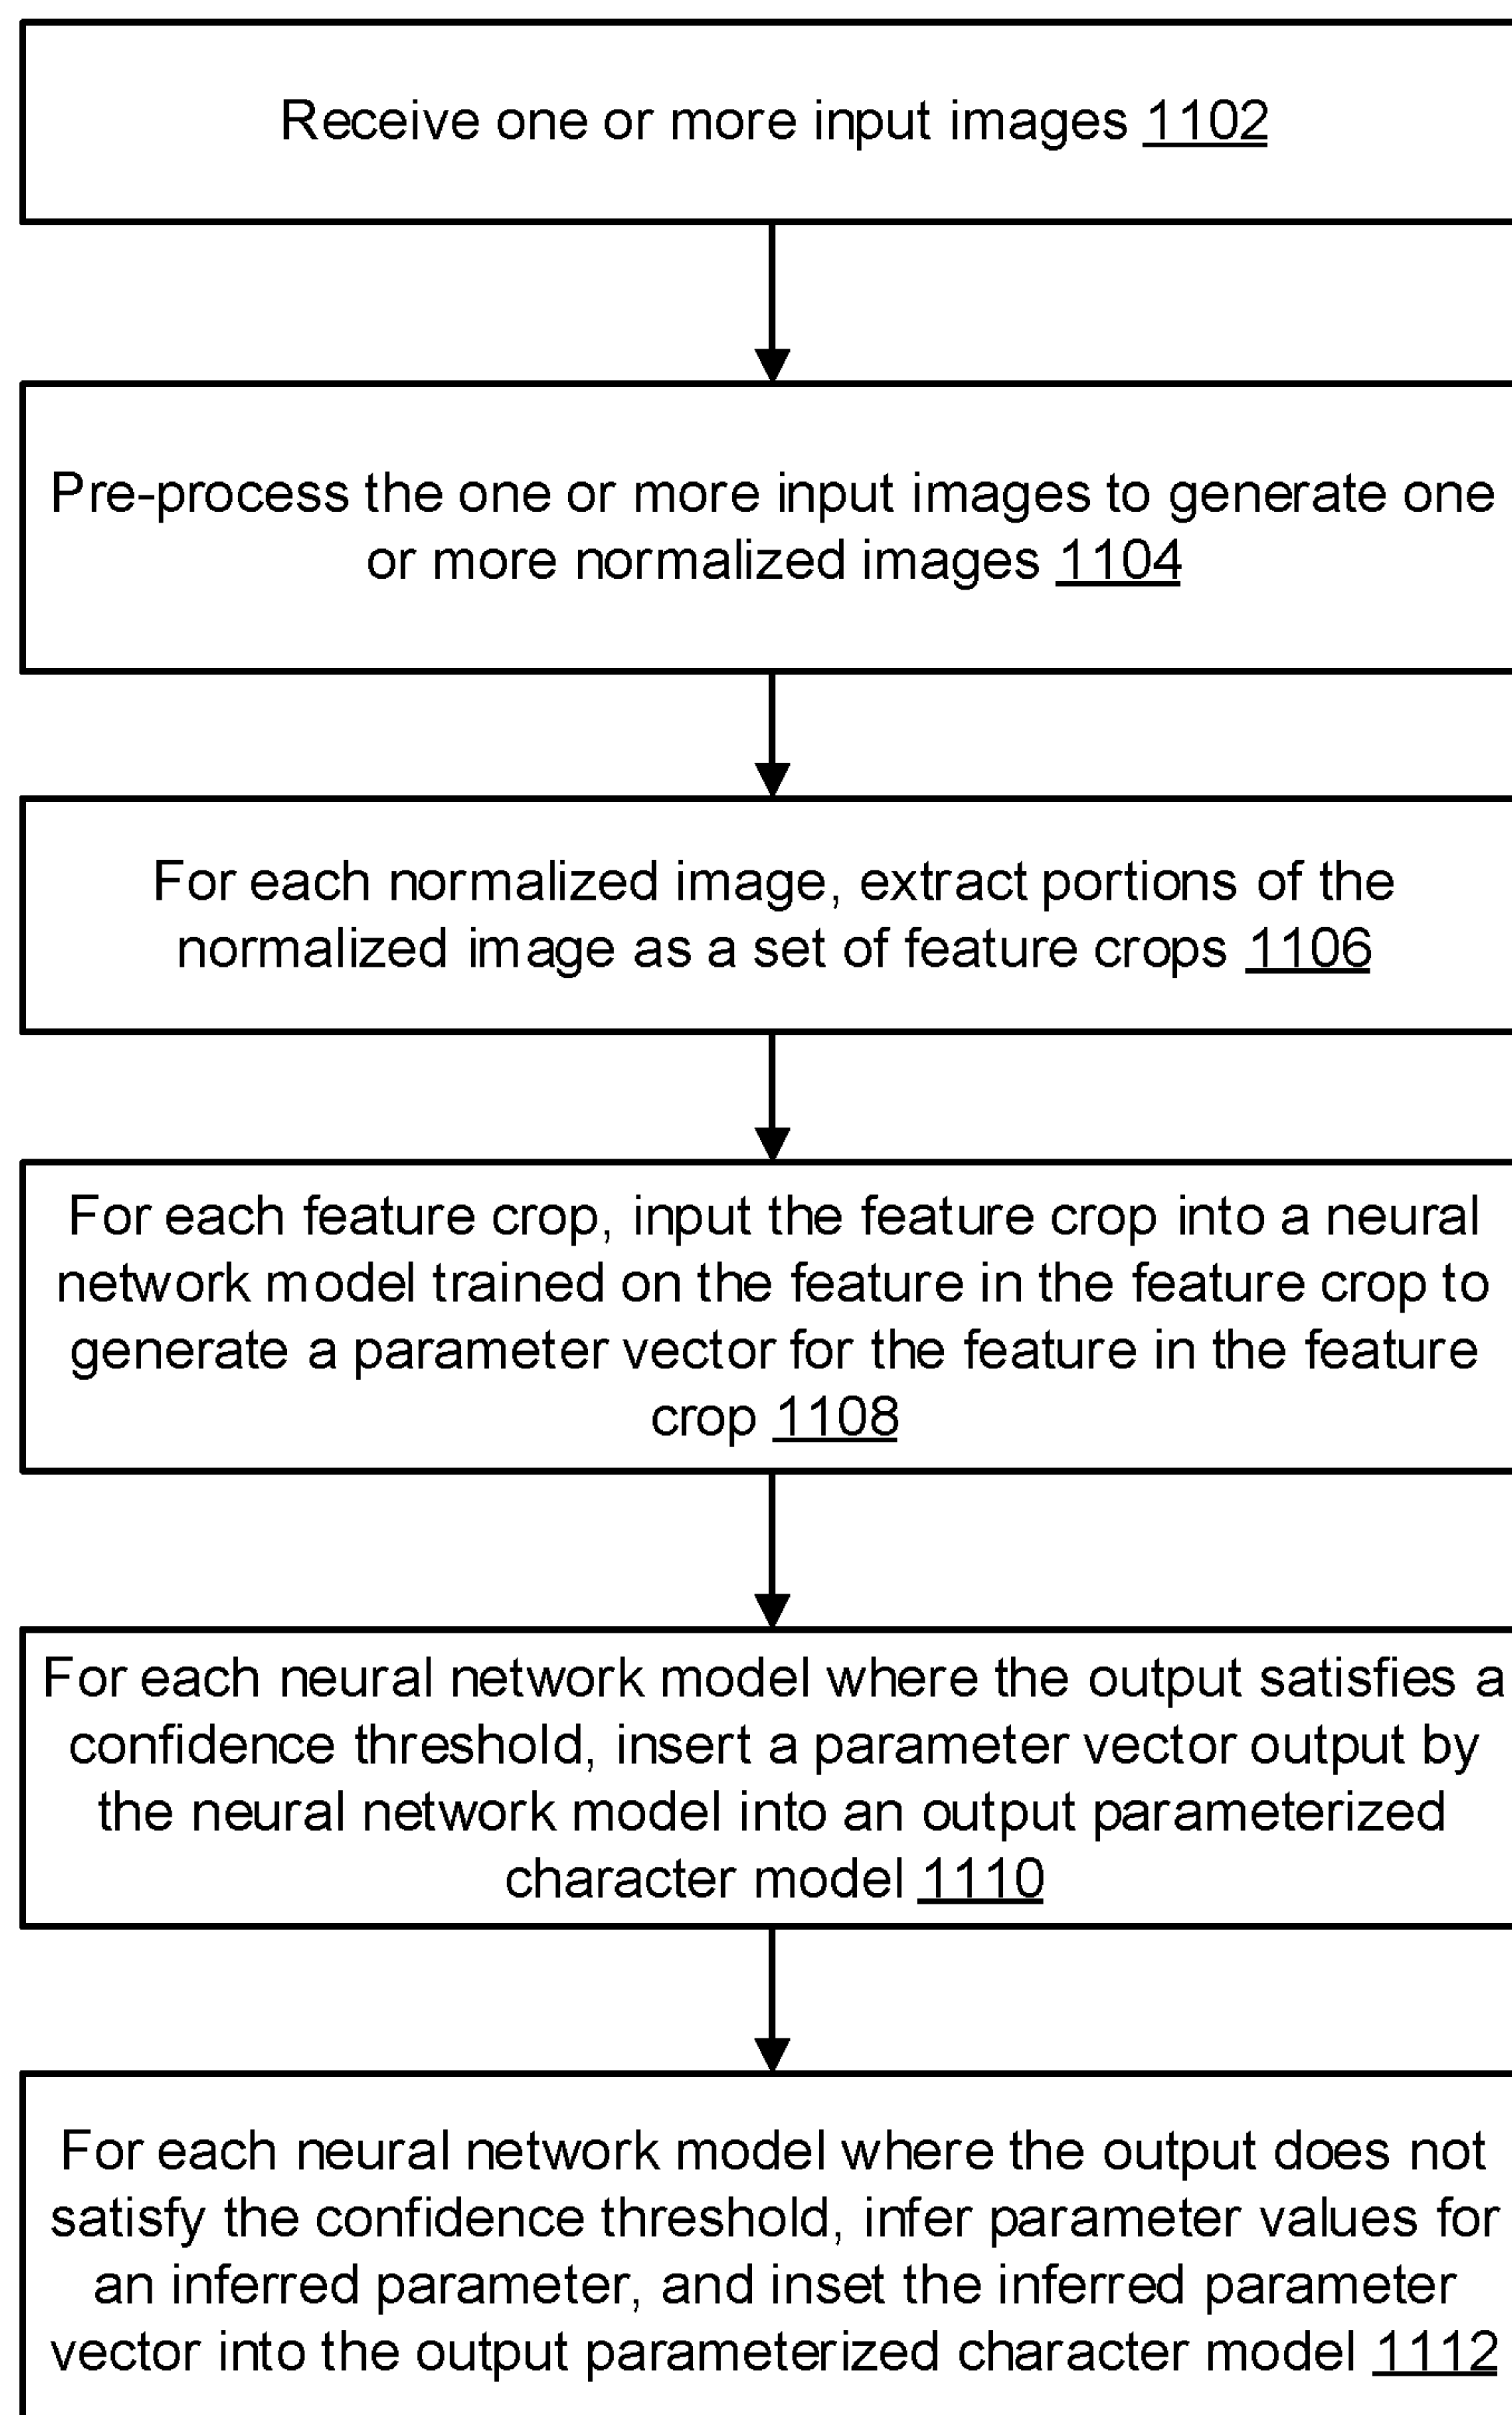 Receive one or more input images 1102
Pre-process the one or more input images to generate one
or more normalized images 1104
For each normalized image, extract portions of the
normalized image as a set of feature crops 1106
For each feature crop, input the feature crop into a neural
network model trained on the feature in the feature crop to
generate a parameter vector for the feature in the feature
crop 1108
For each neural network model where the output satisfies a
confidence threshold, insert a parameter vector output by
the neural network model into an output parameterized
character model 1110
For each neural network model where the output does not
satisfy the confidence threshold, infer parameter values for
an inferred parameter, and inset the inferred parameter
vector into the output parameterized character model 1112